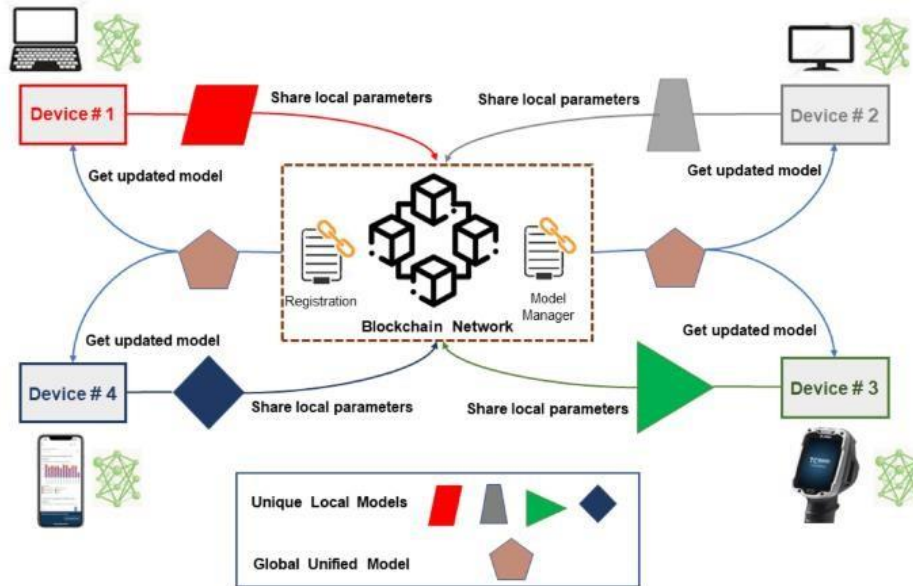 Device # 1
Share local parameters
Share local parameters
Device # 2
Get updated model
Get updated model
Registration
Model
Manager
Blockchain Network
Get updated model
Get updated model
Device # 4
Share local parameters
Share local parameters
Device # 3
Unique Local Models
Global Unified Model